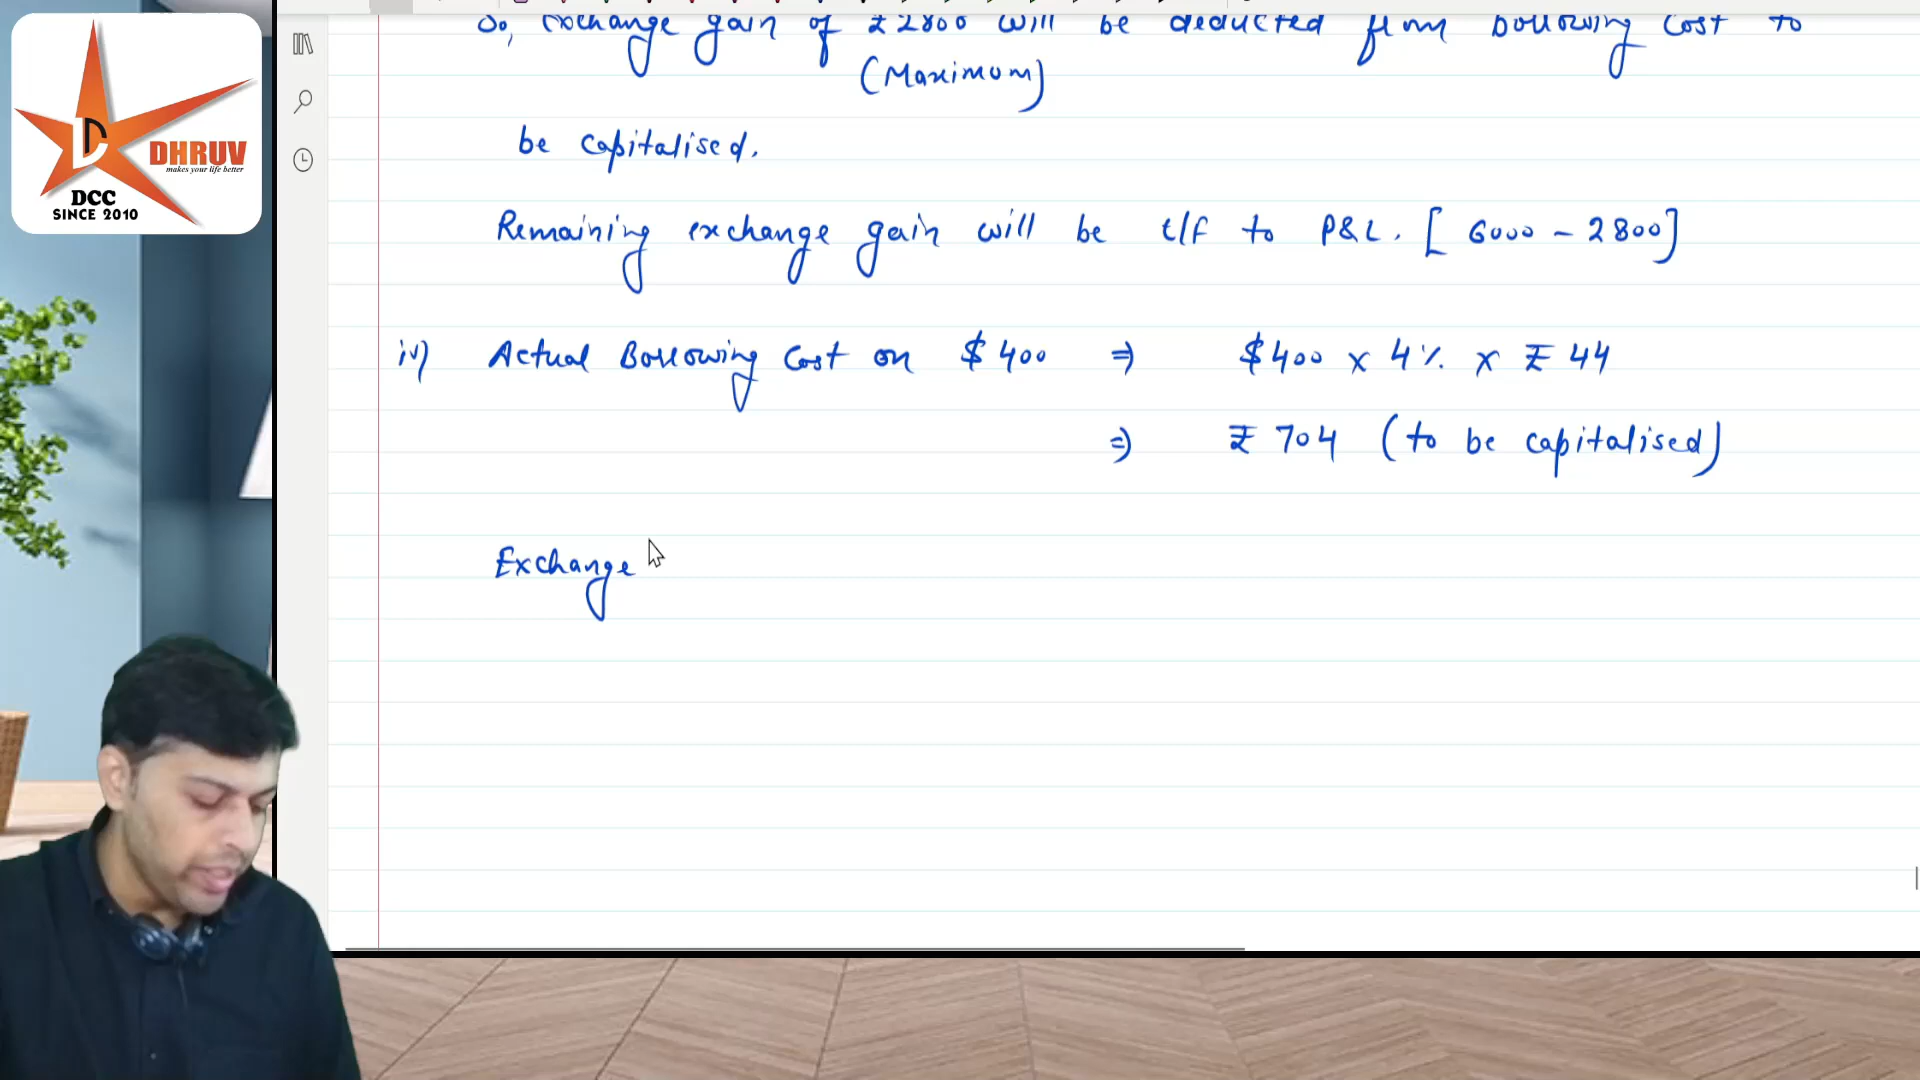 DHRUV
makes your life better
DCC
SINCE 2010
So, exchange gain of ₹ 2800 will be deducted from borrowing cost to
(Maximum)
be capitalised.
Remaining exchange gain will be t/f to P&L. [6000 - 2800]
iv) Actual Borrowing Cost on $ 400 ⇒ $400 x 4% x ₹ 44
⇒ ₹ 704 (to be capitalised)
Exchange